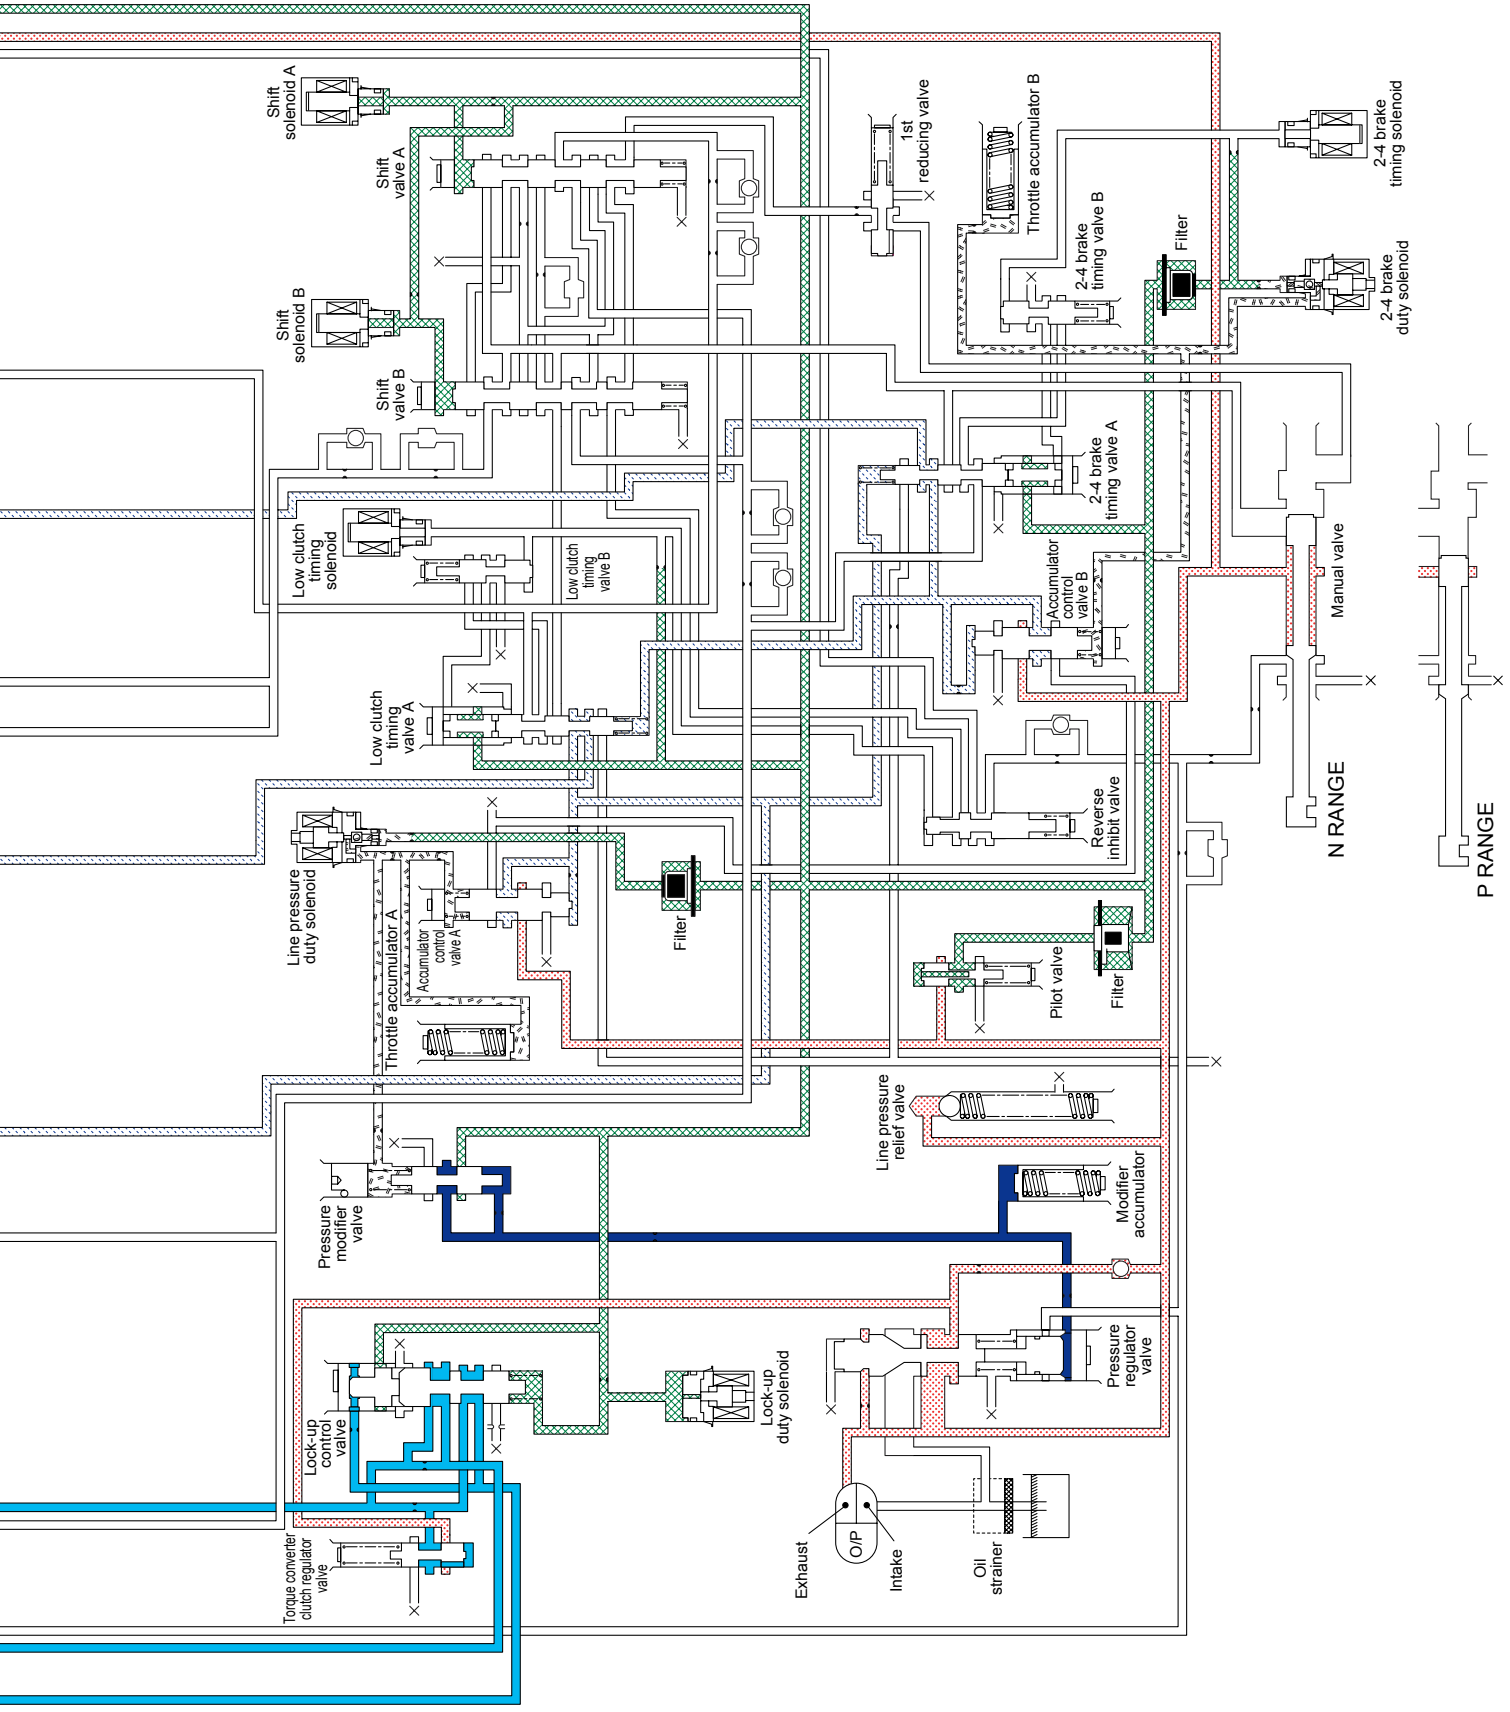 Shift
solenoid A
Shift
valve A
Shift
solenoid B
Shift
valve B
Low clutch
timing
solenoid
Low clutch
timing
valve B
Low clutch
timing
valve A
Line pressure
duty solenoid
Throttle accumulator A
Accumulator
control
valve A
Pressure
modifier
valve
Lock-up
control
valve
Torque converter
clutch regulator
valve
Filter
Lock-up
duty solenoid
1st
reducing valve
Throttle accumulator B
2-4 brake
timing valve B
2-4 brake
timing valve A
Accumulator
control
valve B
Reverse
inhibit valve
Pilot valve
Filter
Line pressure
relief valve
Modifier
accumulator
Pressure
regulator
valve
Exhaust
O/P
Intake
Oil
strainer
Filter
2-4 brake
timing solenoid
2-4 brake
duty solenoid
Manual valve
N RANGE
P RANGE